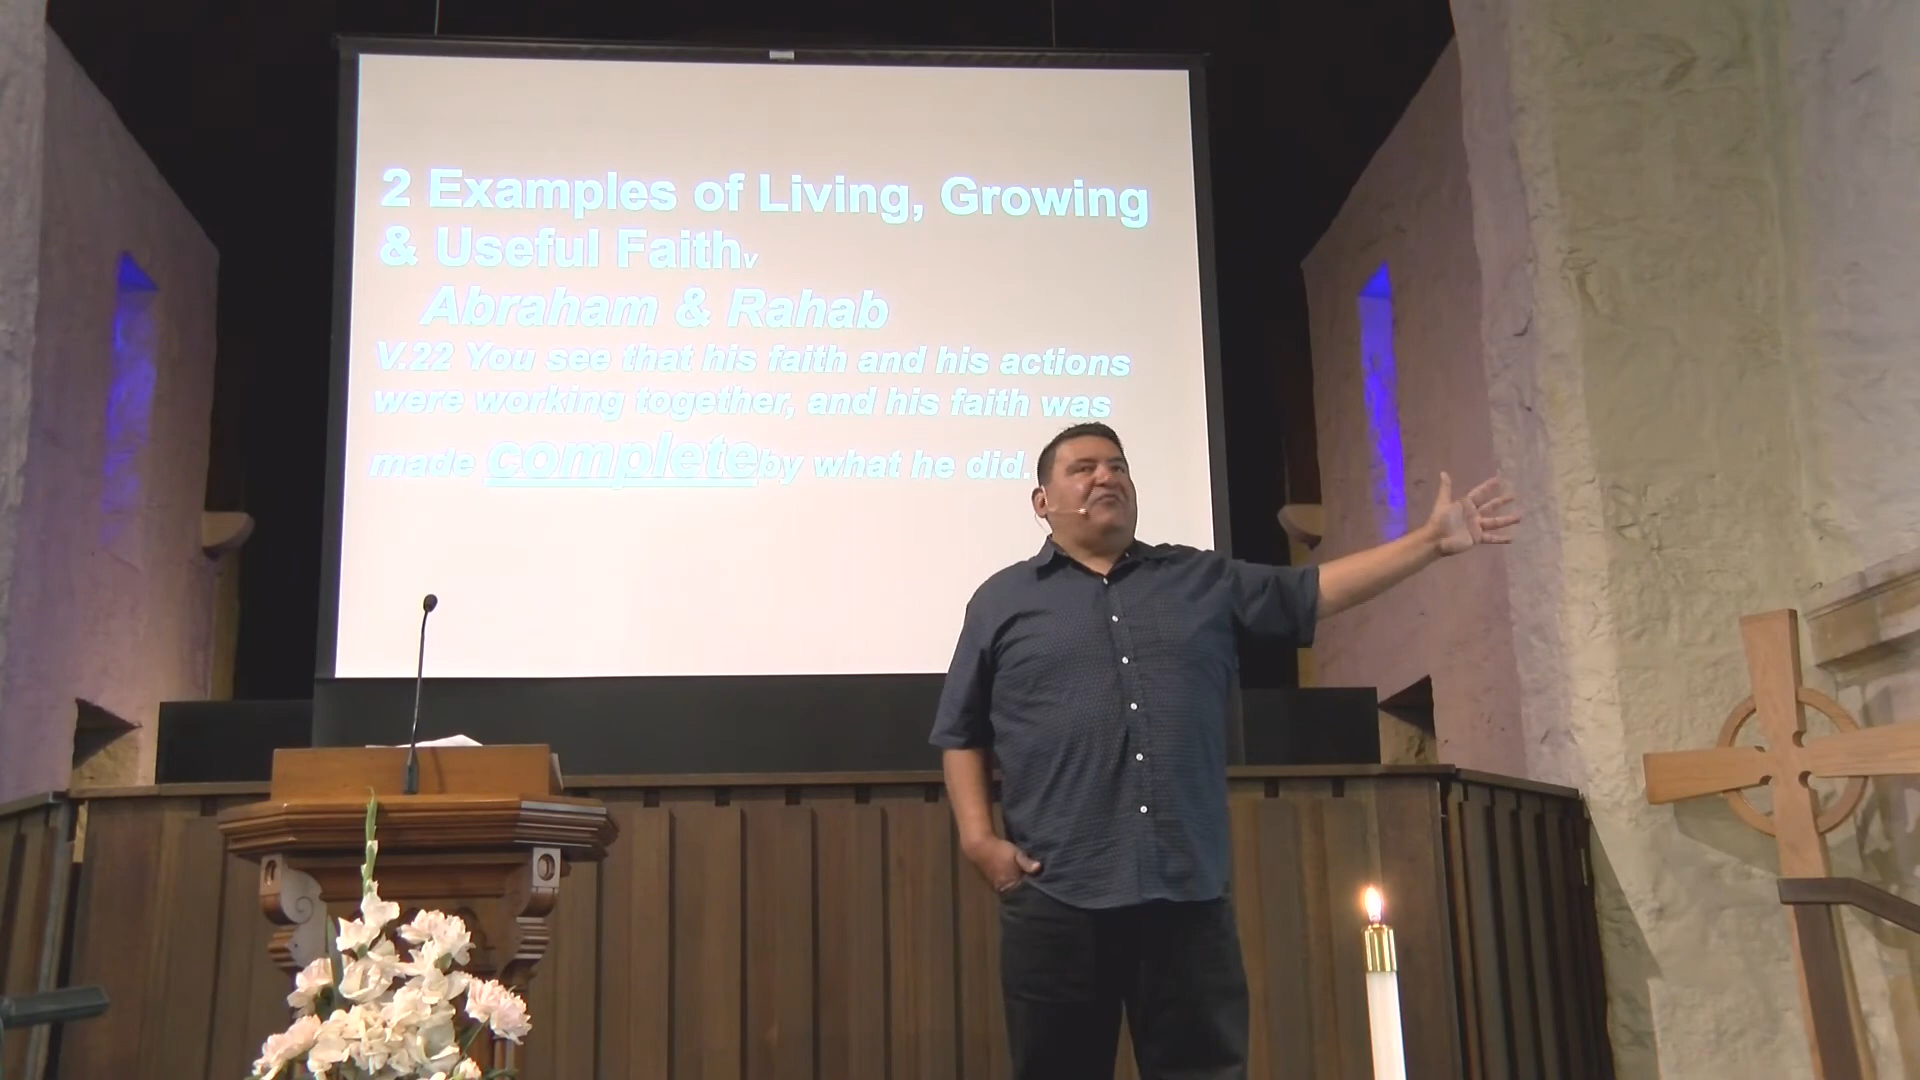 2 Examples of Living, Growing
& Useful Faithv
Abraham & Rahab
V.22 You see that his faith and his actions
were working together, and his faith was
made completeby what he did.